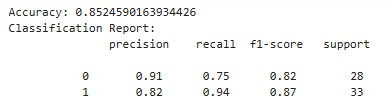 Accuracy: 0.8524590163934426
Classification Report:
precision recall f1-score support
0 0.91 0.75 0.82 28
1 0.82 0.94 0.87 33